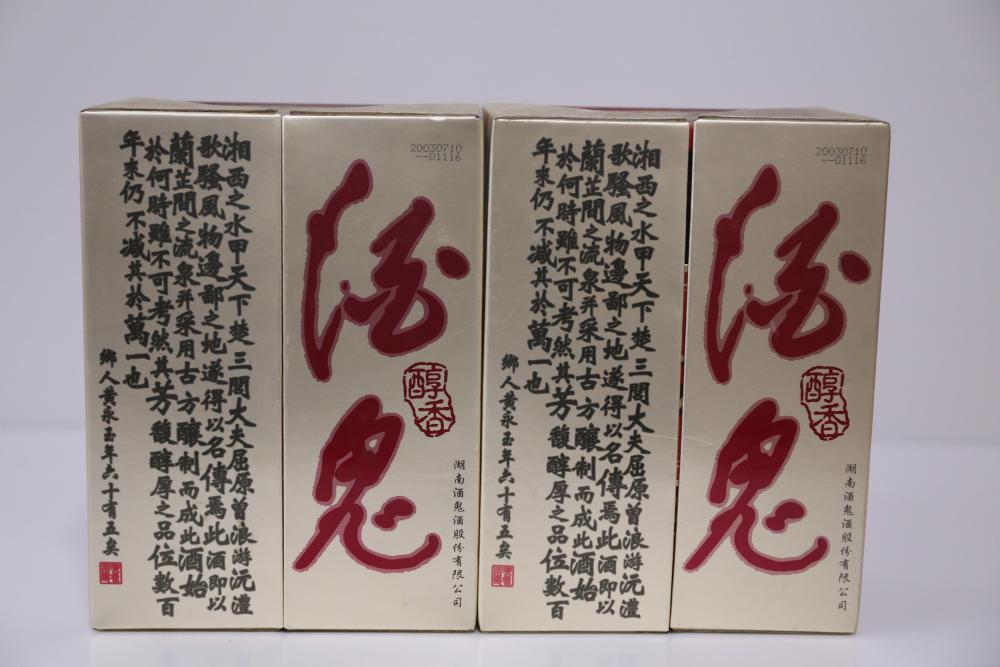 湘西之水甲天下楚三閭大夫屈原曾浪游沅澧
歌騷風物邊鄙之地遂得以名傳焉此酒即以
蘭芷間之流泉并采用古方釀制而成此酒始
於何時雖不可考然其芳馥醇厚之品位數百
年來仍不減其於萬一也
鄉人黄永玉年六十有五矣
20030710
--01116
酒鬼
醇香
湖南酒鬼酒股份有限公司
湘西之水甲天下楚三閭大夫屈原曾浪游沅澧
歌騷風物邊鄙之地遂得以名傳焉此酒即以
蘭芷間之流泉并采用古方釀制而成此酒始
於何時雖不可考然其芳馥醇厚之品位數百
年來仍不減其於萬一也
鄉人黄永玉年六十有五矣
20030710
--01116
酒鬼
醇香
湖南酒鬼酒股份有限公司